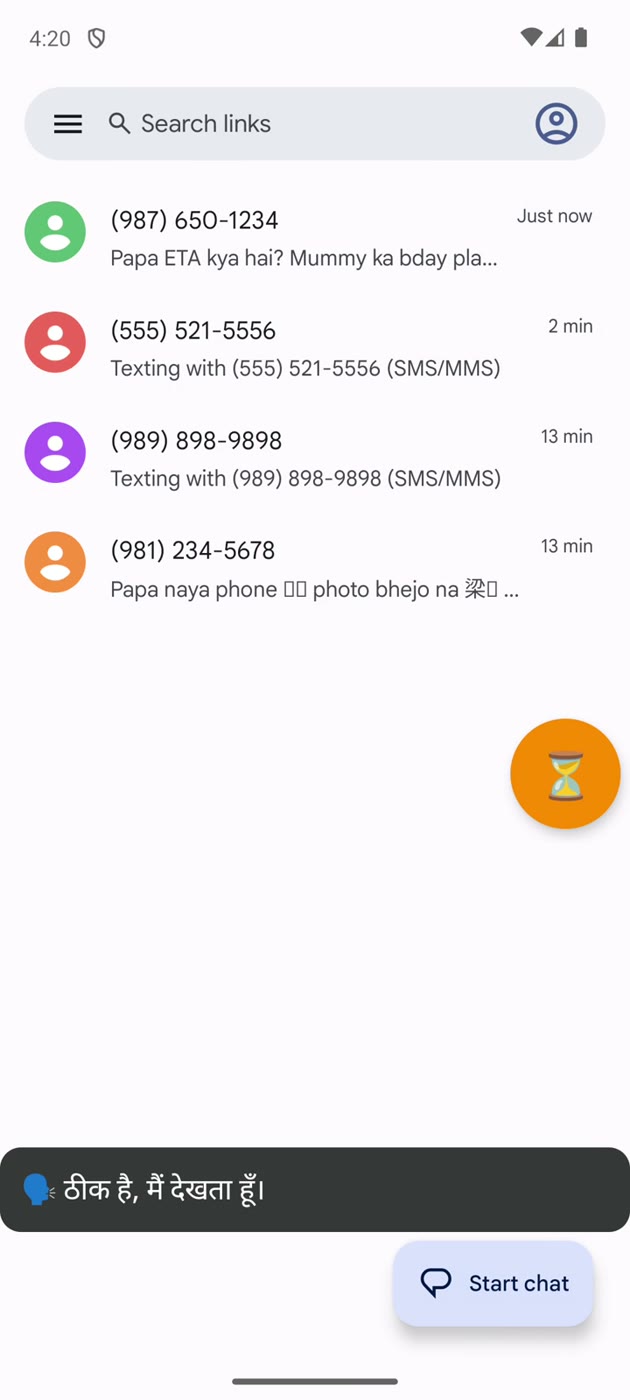 4:20
Search links
(987) 650-1234
Just now
Papa ETA kya hai? Mummy ka bday pla...
(555) 521-5556
2 min
Texting with (555) 521-5556 (SMS/MMS)
(989) 898-9898
13 min
Texting with (989) 898-9898 (SMS/MMS)
(981) 234-5678
13 min
Papa naya phone 📱📱 photo bhejo na 梁 ...
ठीक है, मैं देखता हूँ।
Start chat